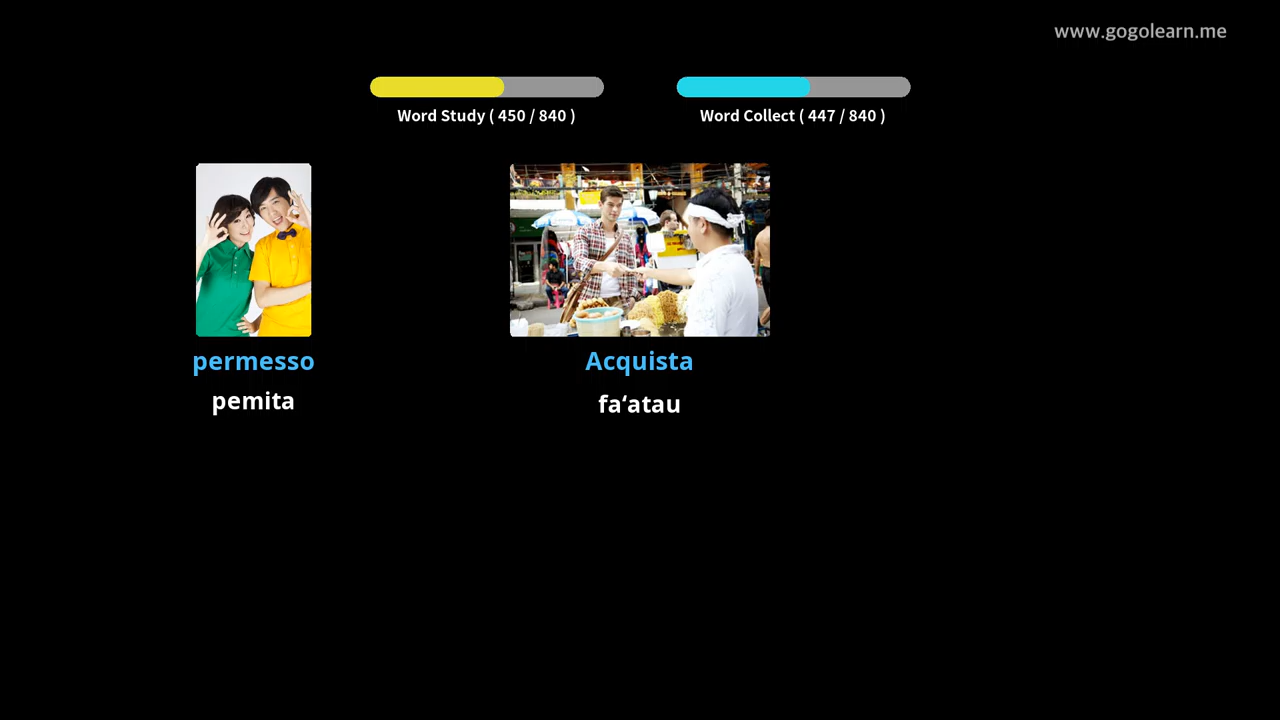 www.gogolearn.me
Word Study ( 450 / 840 )
Word Collect ( 447 / 840 )
permesso
pemita
Acquista
fa‘atau